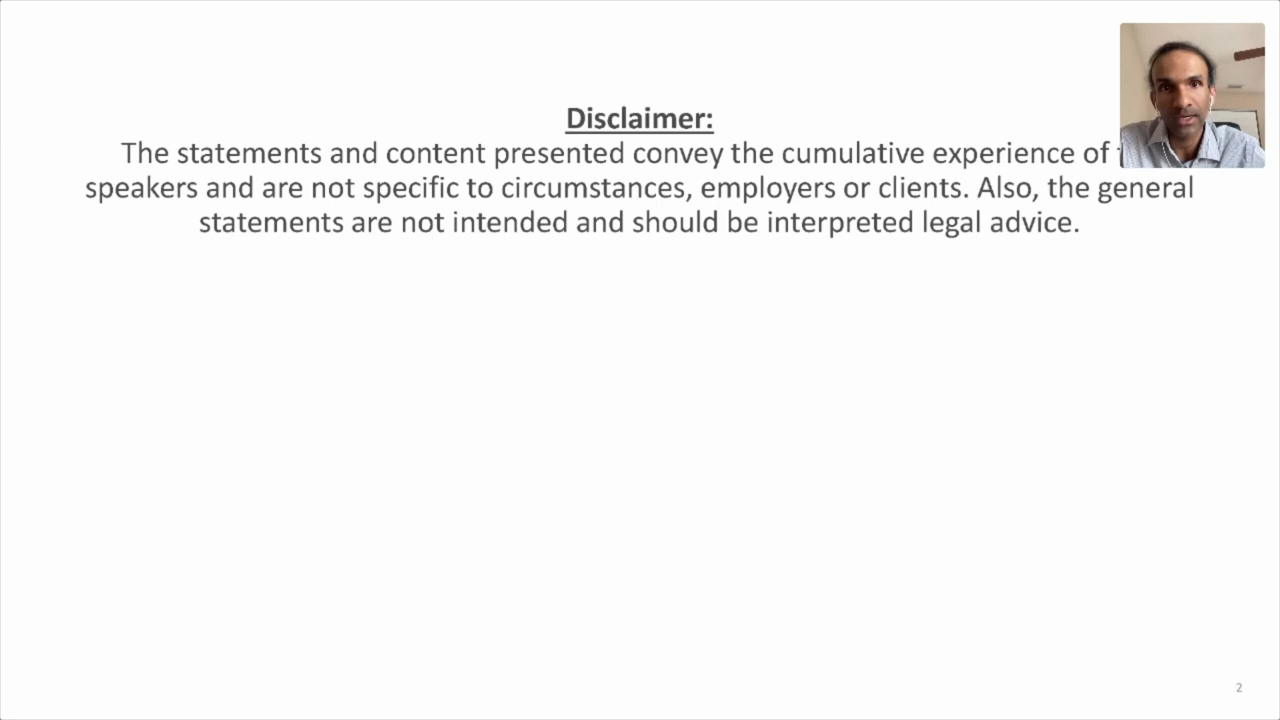 Disclaimer:
The statements and content presented convey the cumulative experience of
speakers and are not specific to circumstances, employers or clients. Also, the general
statements are not intended and should be interpreted legal advice.
2